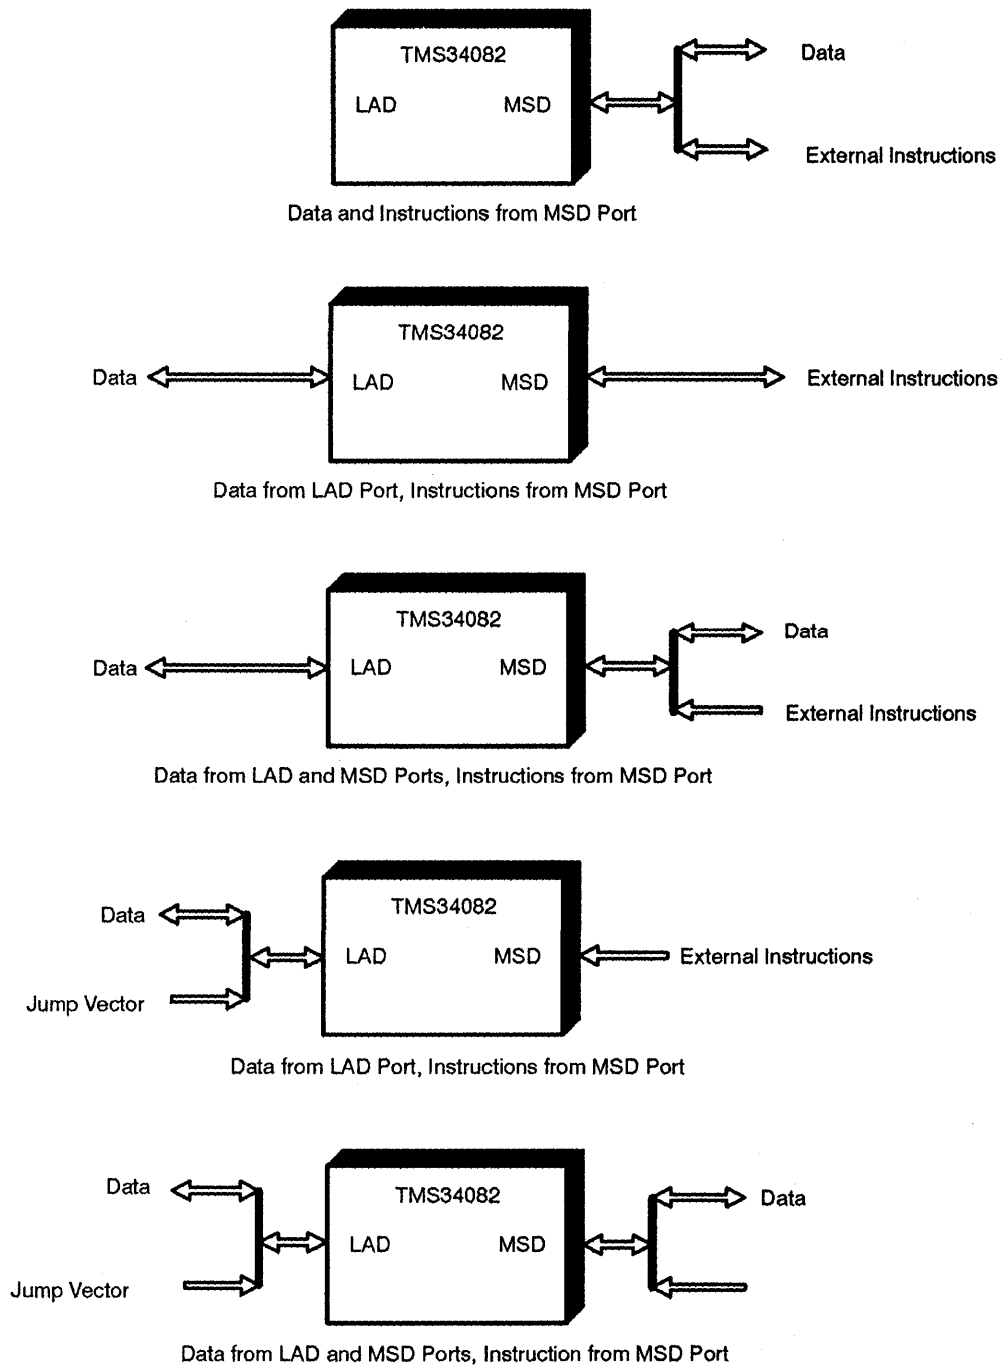 TMS34082
Data
LAD MSD
External Instructions
Data and Instructions from MSD Port
TMS34082
Data LAD MSD External Instructions
Data from LAD Port, Instructions from MSD Port
TMS34082
Data
Data LAD MSD
External Instructions
Data from LAD and MSD Ports, Instructions from MSD Port
TMS34082
Data
LAD MSD External Instructions
Jump Vector
Data from LAD Port, Instructions from MSD Port
Data
TMS34082
Data
LAD MSD
Jump Vector
Data from LAD and MSD Ports, Instruction from MSD Port